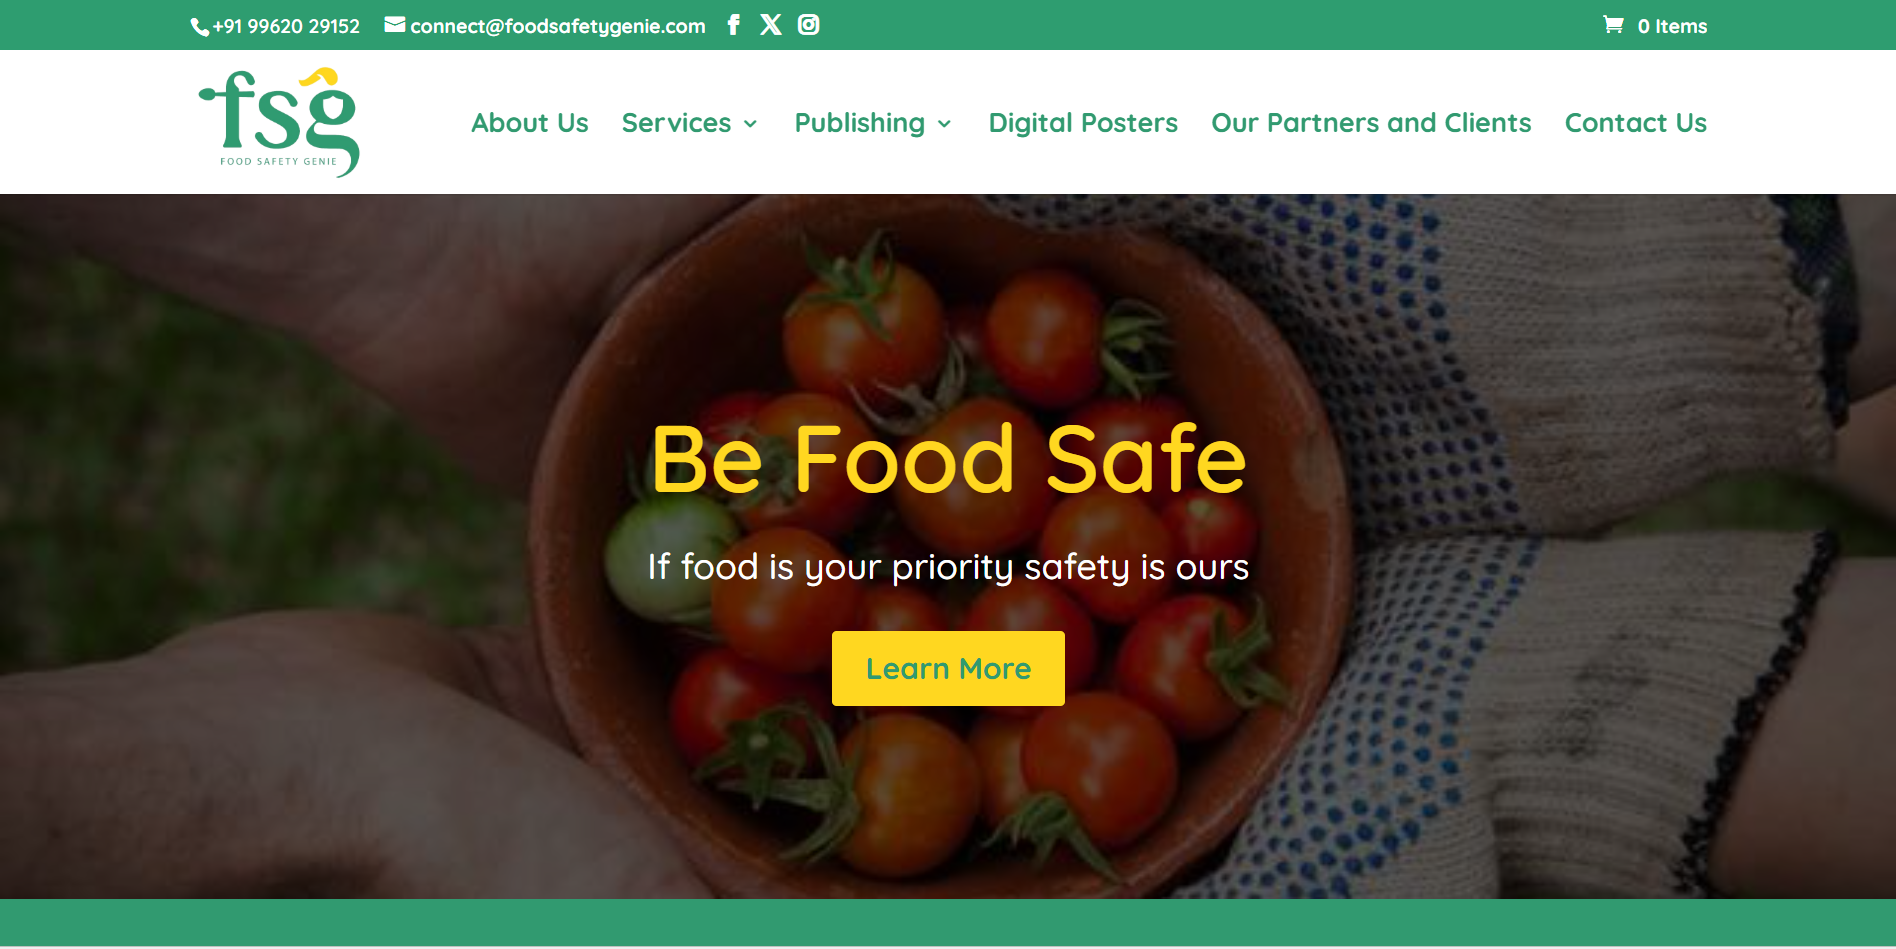 +91 99620 29152 connect@foodsafetygenie.com 0 Items
fsg
FOOD SAFETY GENIE
About Us Services Publishing Digital Posters Our Partners and Clients Contact Us
Be Food Safe
If food is your priority safety is ours
Learn More